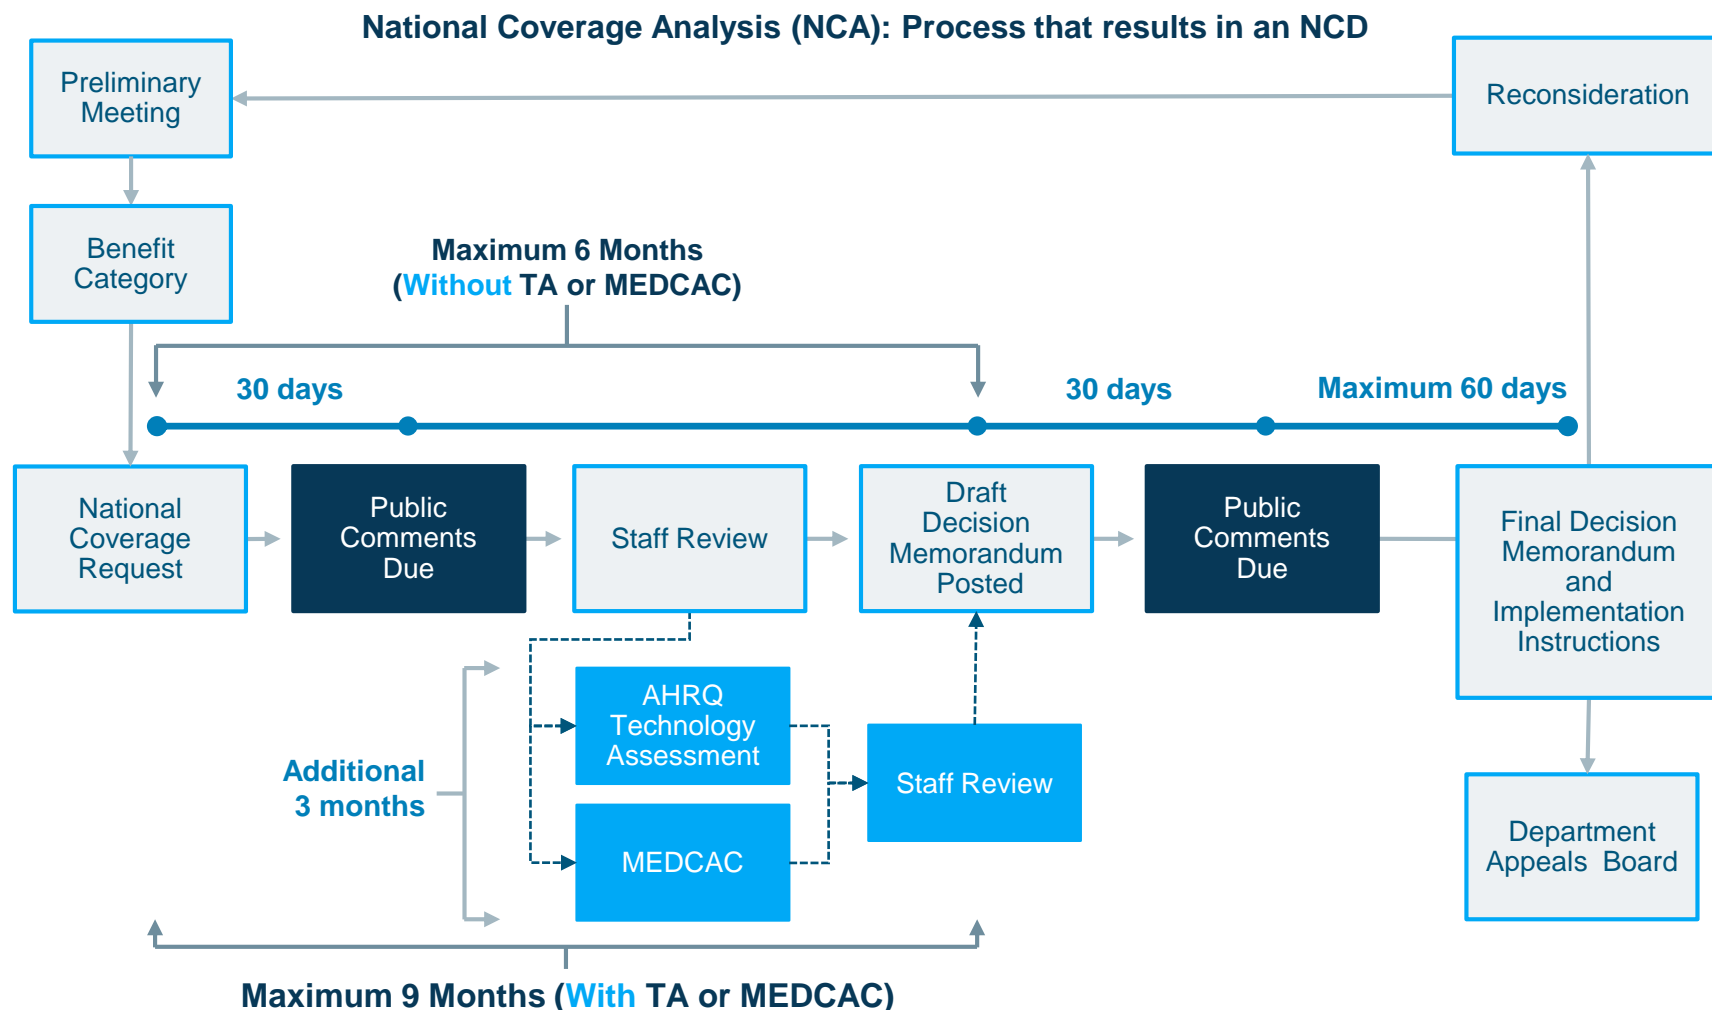 National Coverage Analysis (NCA): Process that results in an NCD
Preliminary
Meeting
Reconsideration
Benefit
Category
Maximum 6 Months
(Without TA or MEDCAC)
30 days
30 days
Maximum 60 days
National
Coverage
Request
Public
Comments
Due
Staff Review
Draft
Decision
Memorandum
Posted
Public
Comments
Due
Final Decision
Memorandum
and
Implementation
Instructions
Additional
3 months
AHRQ
Technology
Assessment
MEDCAC
Staff Review
Department
Appeals Board
Maximum 9 Months (With TA or MEDCAC)